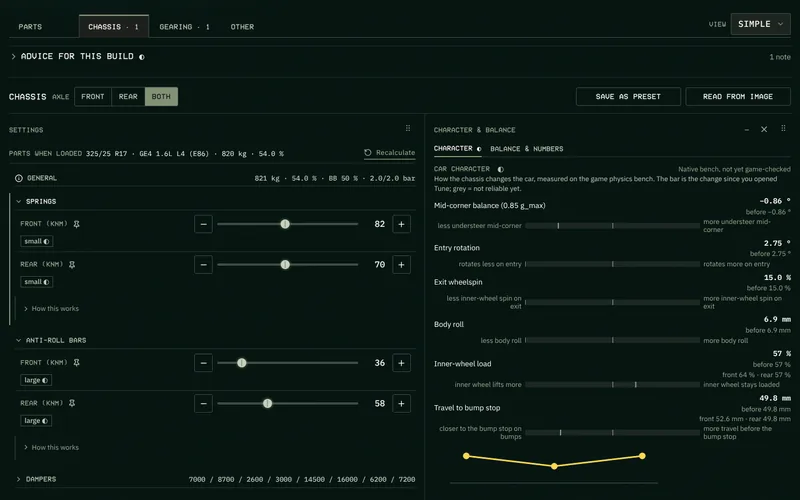 PARTS
CHASSIS · 1
GEARING · 1
OTHER
VIEW
SIMPLE
ADVICE FOR THIS BUILD
1 note
CHASSIS
AXLE
FRONT
REAR
BOTH
SAVE AS PRESET
READ FROM IMAGE
SETTINGS
PARTS WHEN LOADED 325/25 R17 · GE4 1.6L L4 (E86) · 820 kg · 54.0 %
Recalculate
GENERAL
821 kg · 54.0 % · BB 50 % · 2.0/2.0 bar
SPRINGS
FRONT (KNM)
82
small
REAR (KNM)
70
small
How this works
ANTI-ROLL BARS
FRONT (KNM)
36
large
REAR (KNM)
58
large
How this works
DAMPERS
7000 / 8700 / 2600 / 3000 / 14500 / 16000 / 6200 / 7200
CHARACTER & BALANCE
CHARACTER
BALANCE & NUMBERS
CAR CHARACTER
Native bench, not yet game-checked
How the chassis changes the car, measured on the game physics bench. The bar is the change since you opened
Tune; grey = not reliable yet.
Mid-corner balance (0.85 g_max)
−0.86 °
before −0.86 °
less understeer mid-corner
more understeer mid-
corner
Entry rotation
2.75 °
before 2.75 °
rotates less on entry
rotates more on entry
Exit wheelspin
15.0 %
before 15.0 %
less inner-wheel spin on
exit
more inner-wheel spin on
exit
Body roll
6.9 mm
before 6.9 mm
less body roll
more body roll
Inner-wheel load
57 %
before 57 %
front 64 % · rear 57 %
inner wheel lifts more
inner wheel stays loaded
Travel to bump stop
49.8 mm
before 49.8 mm
front 52.6 mm · rear 49.8 mm
closer to the bump stop on
bumps
more travel before the
bump stop